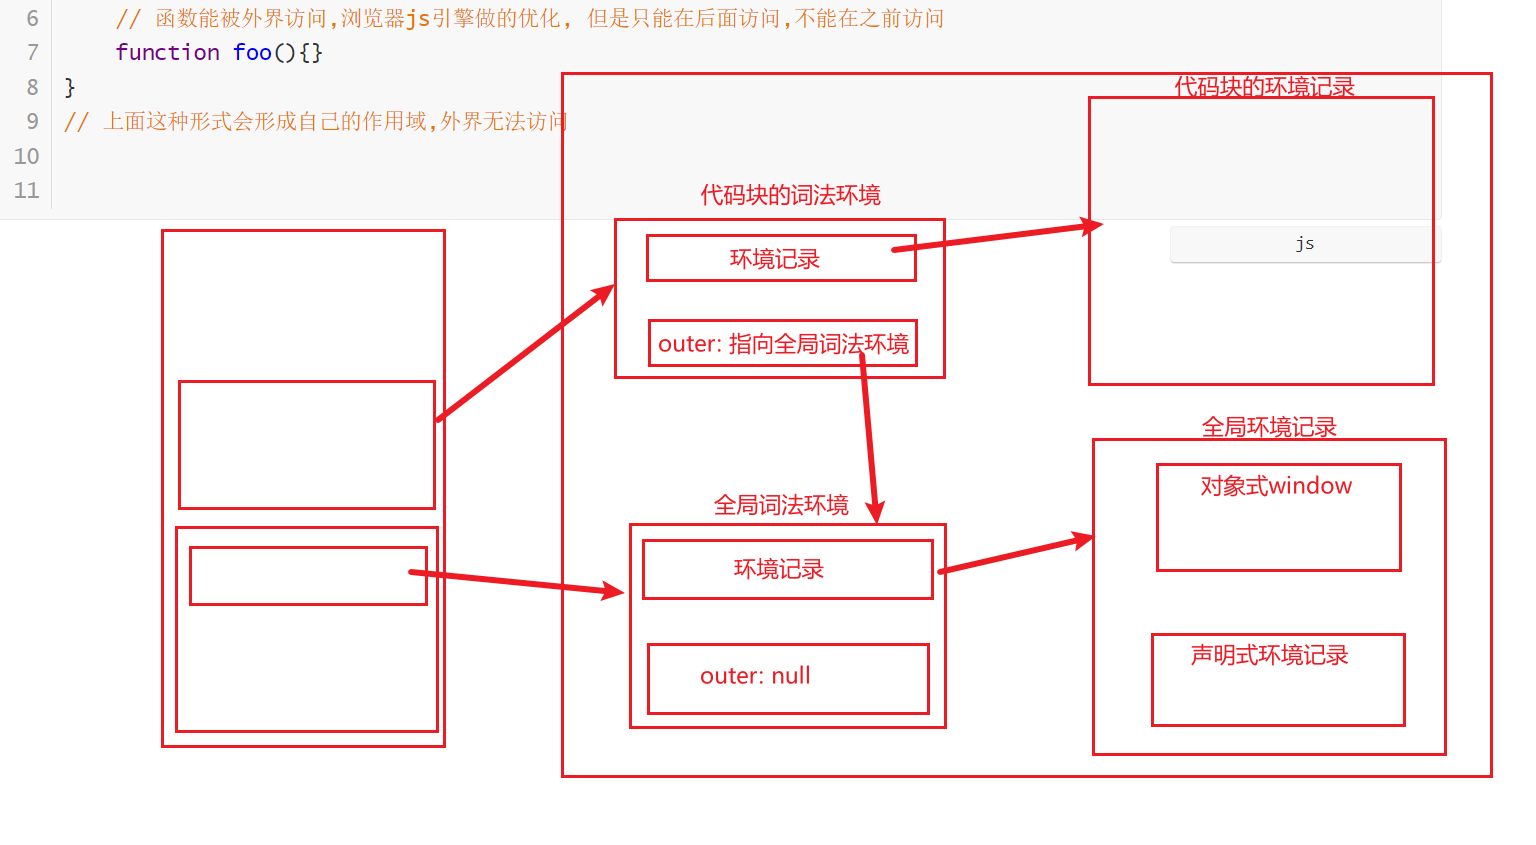 6 // 函数能被外界访问,浏览器js引擎做的优化, 但是只能在后面访问,不能在之前访问
7 function foo(){}
8 }
9 // 上面这种形式会形成自己的作用域,外界无法访问
10
11
代码块的环境记录
代码块的词法环境
环境记录
js
outer: 指向全局词法环境
全局环境记录
对象式window
全局词法环境
环境记录
声明式环境记录
outer: null